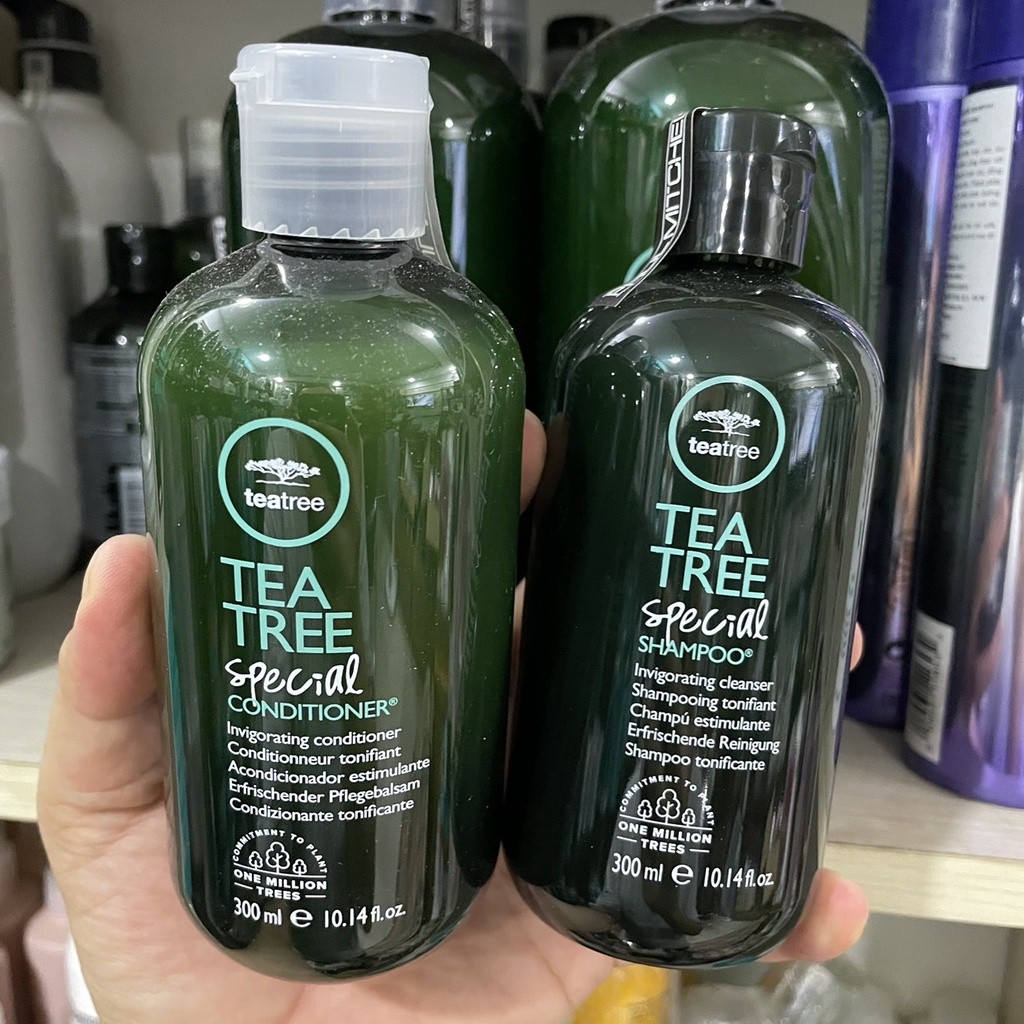 teatree
TEA
TREE
special
CONDITIONER®
Invigorating conditioner
Conditionneur tonifiant
Acondicionador estimulante
Erfrischender Pflegebalsam
Condizionante tonificante
COMMITMENT TO PLANT
ONE MILLION
TREES
300 ml e 10.14 fl.oz.
MITCHE
teatree
TEA
TREE
special
SHAMPOO®
Invigorating cleanser
Shampooing tonifiant
Champú estimulante
Erfrischende Reinigung
Shampoo tonificante
COMMITMENT TO PLANT
ONE MILLION
TREES
300 ml e 10.14 fl.oz.